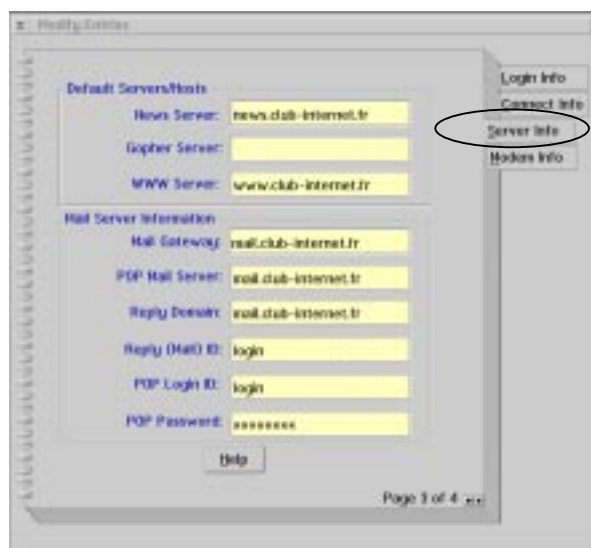 Modify Entries
Login Info
Connect Info
Server Info
Modem Info
Default Servers/Hosts
News Server: news.club-internet.fr
Gopher Server:
WWW Server: www.club-internet.fr
Mail Server Information
Mail Gateway: mail.club-internet.fr
POP Mail Server: mail.club-internet.fr
Reply Domain: mail.club-internet.fr
Reply (Mail) ID: login
POP Login ID: login
POP Password: ********
Help
Page 3 of 4